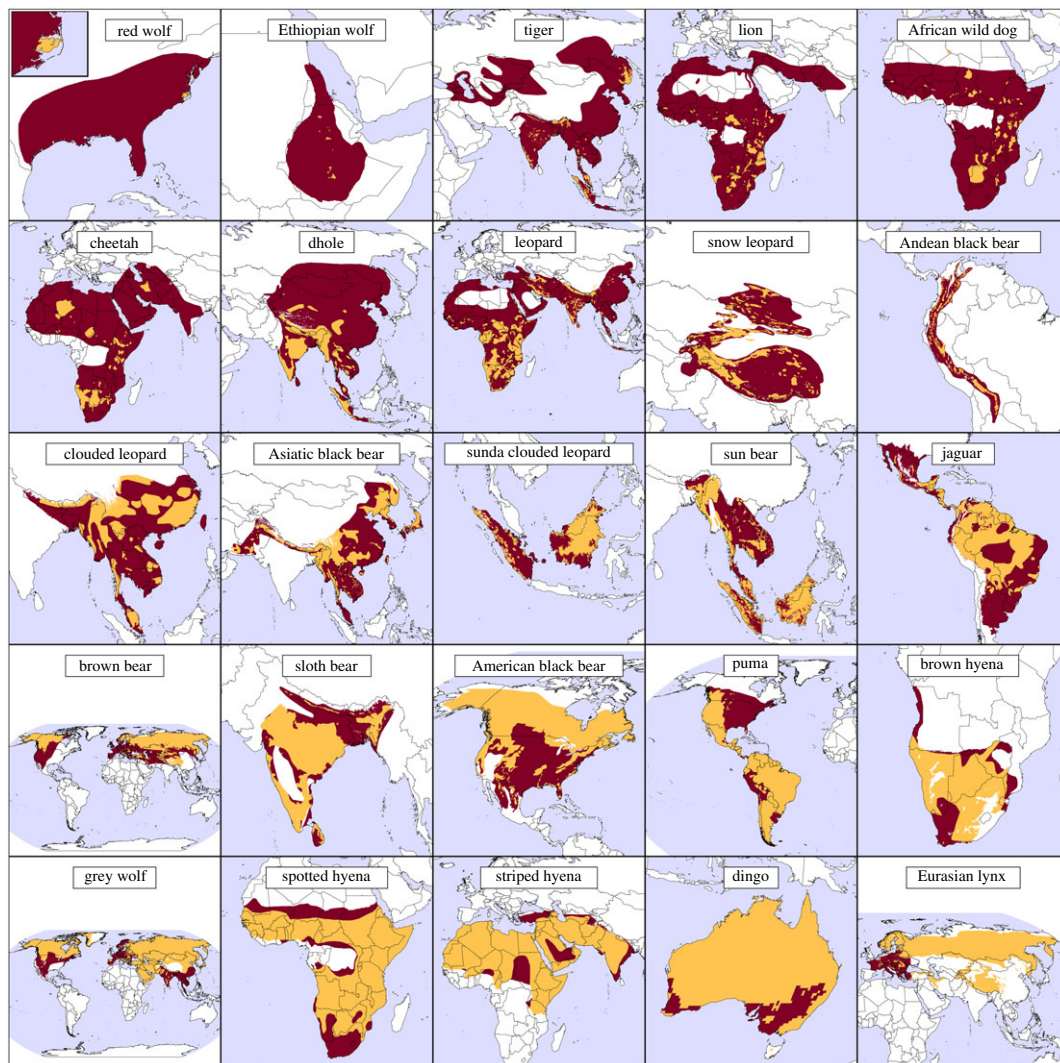 red wolf
Ethiopian wolf
tiger
lion
African wild dog
cheetah
dhole
leopard
snow leopard
Andean black bear
clouded leopard
Asiatic black bear
sunda clouded leopard
sun bear
jaguar
brown bear
sloth bear
American black bear
puma
brown hyena
grey wolf
spotted hyena
striped hyena
dingo
Eurasian lynx